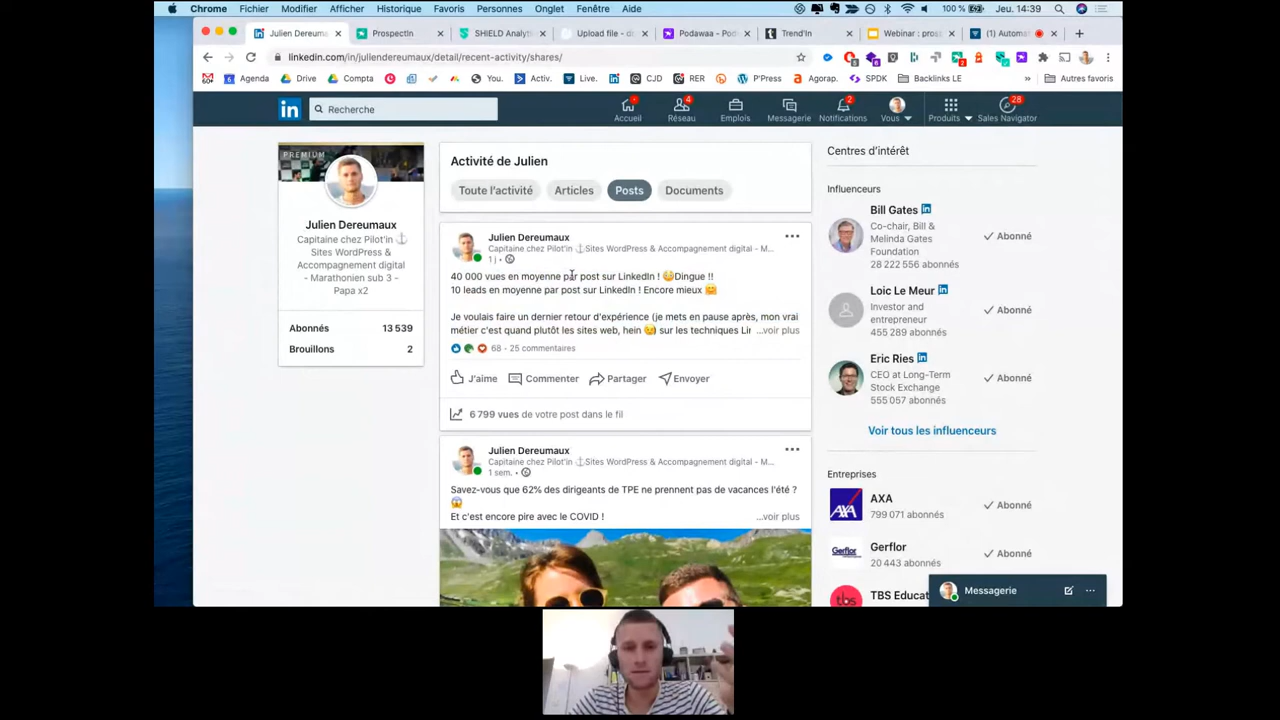 Chrome Fichier Modifier Afficher Historique Favoris Personnes Onglet Fenêtre Aide 100 % Jeu. 14:39
Julien Dereumau
ProspectIn
SHIELD Analyti
Upload file - d
Podawaa - Pod
Trend'In
Webinar : pros
(1) Automat
linkedin.com/in/juliendereumaux/detail/recent-activity/shares/
Agenda Drive Compta You. Activ. Live. CJD RER P'Press Agorap. SPDK Backlinks LE » Autres favoris
Recherche
Accueil
4
Réseau
Emplois
Messagerie
2
Notifications
Vous
Produits
28
Sales Navigator
PREMIUM
Julien Dereumaux
Capitaine chez Pilot'in ⚓
Sites WordPress &
Accompagnement digital
- Marathonien sub 3 -
Papa x2
Abonnés 13 539
Brouillons 2
Activité de Julien
Toute l'activité Articles Posts Documents
Julien Dereumaux
Capitaine chez Pilot'in ⚓Sites WordPress & Accompagnement digital - M...
1 j •
40 000 vues en moyenne par post sur LinkedIn ! 😳Dingue !!
10 leads en moyenne par post sur LinkedIn ! Encore mieux 🤗
Je voulais faire un dernier retour d'expérience (je mets en pause après, mon vrai
métier c'est quand plutôt les sites web, hein 😉) sur les techniques Lir ...voir plus
68 · 25 commentaires
J'aime Commenter Partager Envoyer
6 799 vues de votre post dans le fil
Julien Dereumaux
Capitaine chez Pilot'in ⚓Sites WordPress & Accompagnement digital - M...
1 sem. •
Savez-vous que 62% des dirigeants de TPE ne prennent pas de vacances l'été ?
😱
Et c'est encore pire avec le COVID !
...voir plus
Centres d'intérêt
Influenceurs
Bill Gates
Co-chair, Bill &
Melinda Gates
Foundation
28 222 556 abonnés
Abonné
Loic Le Meur
Investor and
entrepreneur
455 289 abonnés
Abonné
Eric Ries
CEO at Long-Term
Stock Exchange
555 057 abonnés
Abonné
Voir tous les influenceurs
Entreprises
AXA
799 071 abonnés
Abonné
Gerflor
20 443 abonnés
Abonné
tbs
TBS Educat
Messagerie